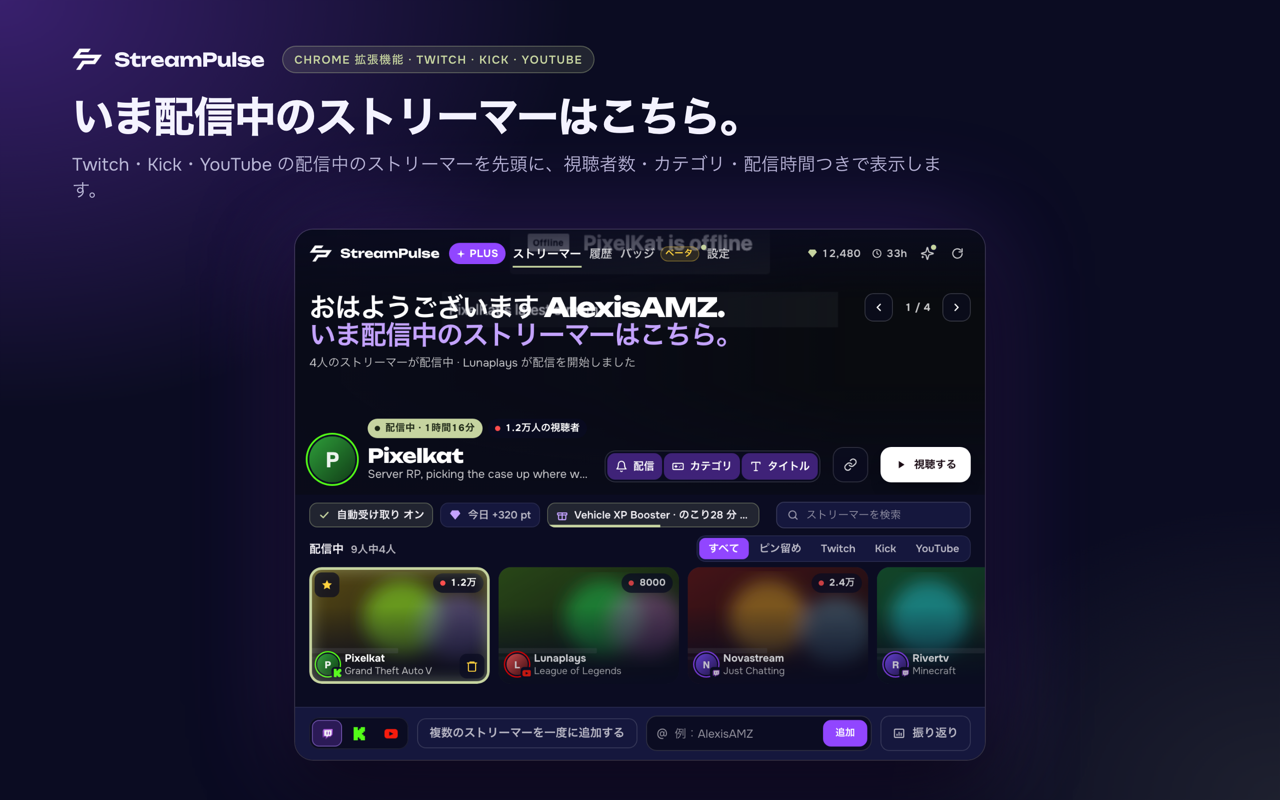 StreamPulse
CHROME 拡張機能 · TWITCH · KICK · YOUTUBE
いま配信中のストリーマーはこちら。
Twitch・Kick・YouTube の配信中のストリーマーを先頭に、視聴者数・カテゴリ・配信時間つきで表示しま
す。
Offline PixelKat is offline
StreamPulse + PLUS ストリーマー 履歴 バッジ ベータ 設定 12,480 33h
おはようございます AlexisAMZ.
1 / 4
いま配信中のストリーマーはこちら。
4人のストリーマーが配信中 · Lunaplays が配信を開始しました
配信中 · 1時間16分 1.2万人の視聴者
P
Pixelkat
Server RP, picking the case up where w...
配信 カテゴリ タイトル 視聴する
自動受け取り オン 今日 +320 pt Vehicle XP Booster · のこり28 分 ... ストリーマーを検索
配信中 9人中4人 すべて ピン留め Twitch Kick YouTube
1.2万 8000 2.4万
P Pixelkat
Grand Theft Auto V
L Lunaplays
League of Legends
N Novastream
Just Chatting
R Rivertv
Minecraft
複数のストリーマーを一度に追加する @ 例：AlexisAMZ 追加 振り返り